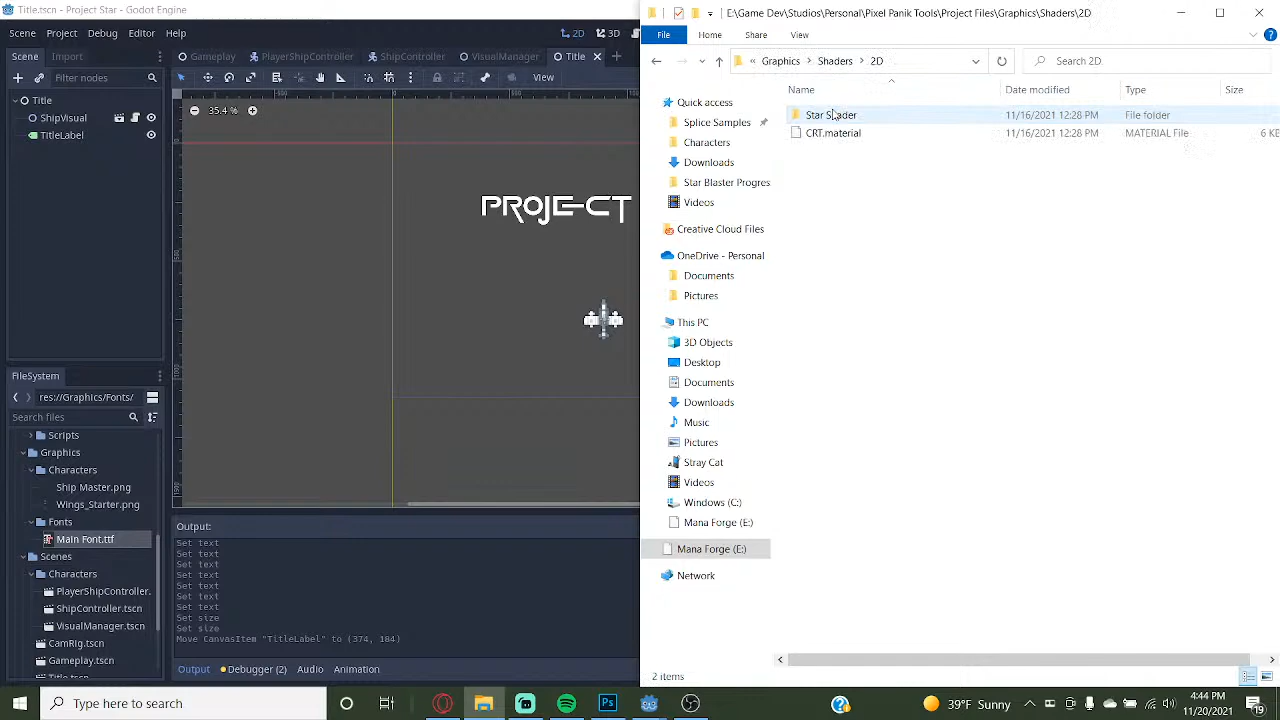 Title.tscn - Project Star - Godot Engine
Scene Project Debug Editor Help
2D 3D
Scene
Filter nodes
Title
Ship_Visual
TitleLabel
Gameplay PlayerShipController ShipController VisualManager Title
View
-500 0 500
35.4 %
PROJECT
FileSystem
res://Graphics/Fonts/
Search files
Scripts
Graphics
Characters
Ship Master.png
Wings_Starter.png
Fonts
Main Font.ttf
Scenes
Characters
PlayerShipController.
ShipController.tscn
VisualManager.tscn
CamRig.tscn
Gameplay.tscn
Output:
Set text
Set text
Set text
Set text
Set text
Set text
Set text
Set size
Set size
Move CanvasItem "TitleLabel" to (374, 184)
Output Debugger (2) Audio Animation
E:\Game Dev\Studios\Personal\Pixel Panik Tools\Project Files\Graphics\Shaders\2D
File Home Share View
« Graphics > Shaders > 2D
Search 2D
Name Date modified Type Size
Star Shader 11/16/2021 12:28 PM File folder
CRT.material 11/16/2021 12:28 PM MATERIAL File 6 KB
Quick access
Splice Samples
Characters
Downloads
Star Blaster Progres
Videos
Creative Cloud Files
OneDrive - Personal
Documents
Pictures
This PC
3D Objects
Desktop
Documents
Downloads
Music
Pictures
Stray Cat
Videos
Windows (C:)
Mana Forge (E:)
Mana Forge (E:)
Network
2 items
Type here to search
Ps
39°F Sunny
4:44 PM
11/20/2021
19